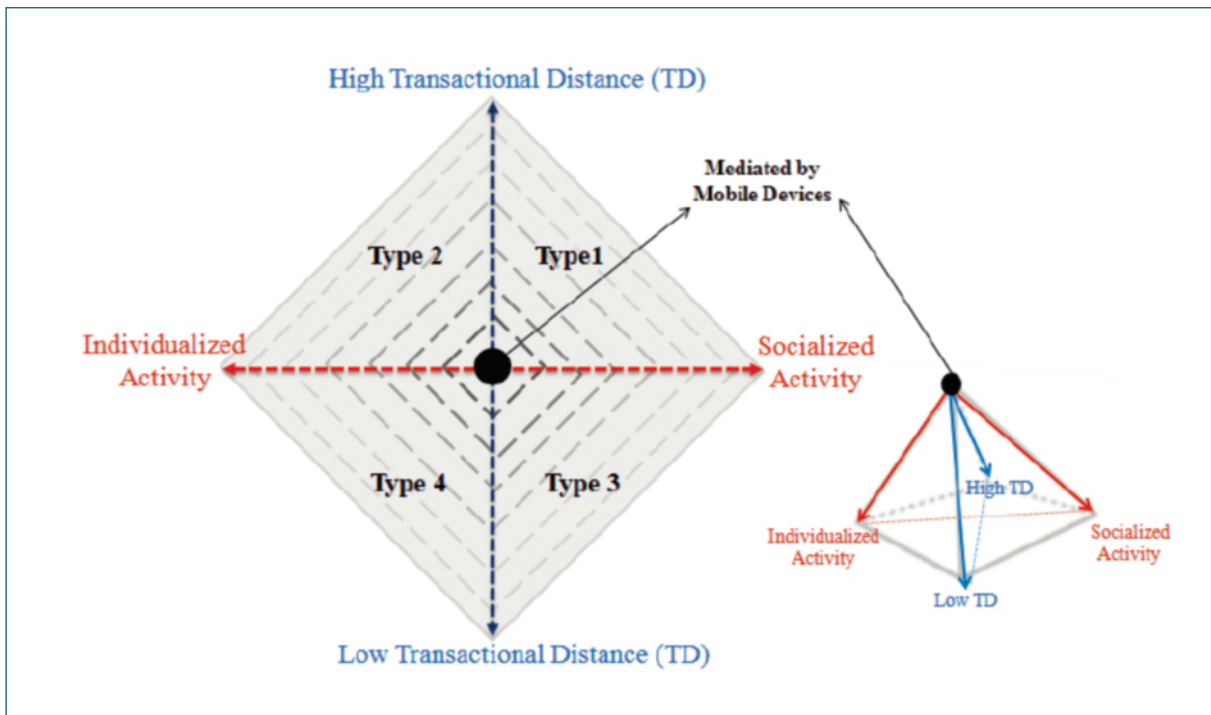 High Transactional Distance (TD)
Mediated by
Mobile Devices
Type 2
Type1
Individualized
Activity
Socialized
Activity
Type 4
Type 3
High TD
Individualized
Activity
Socialized
Activity
Low TD
Low Transactional Distance (TD)